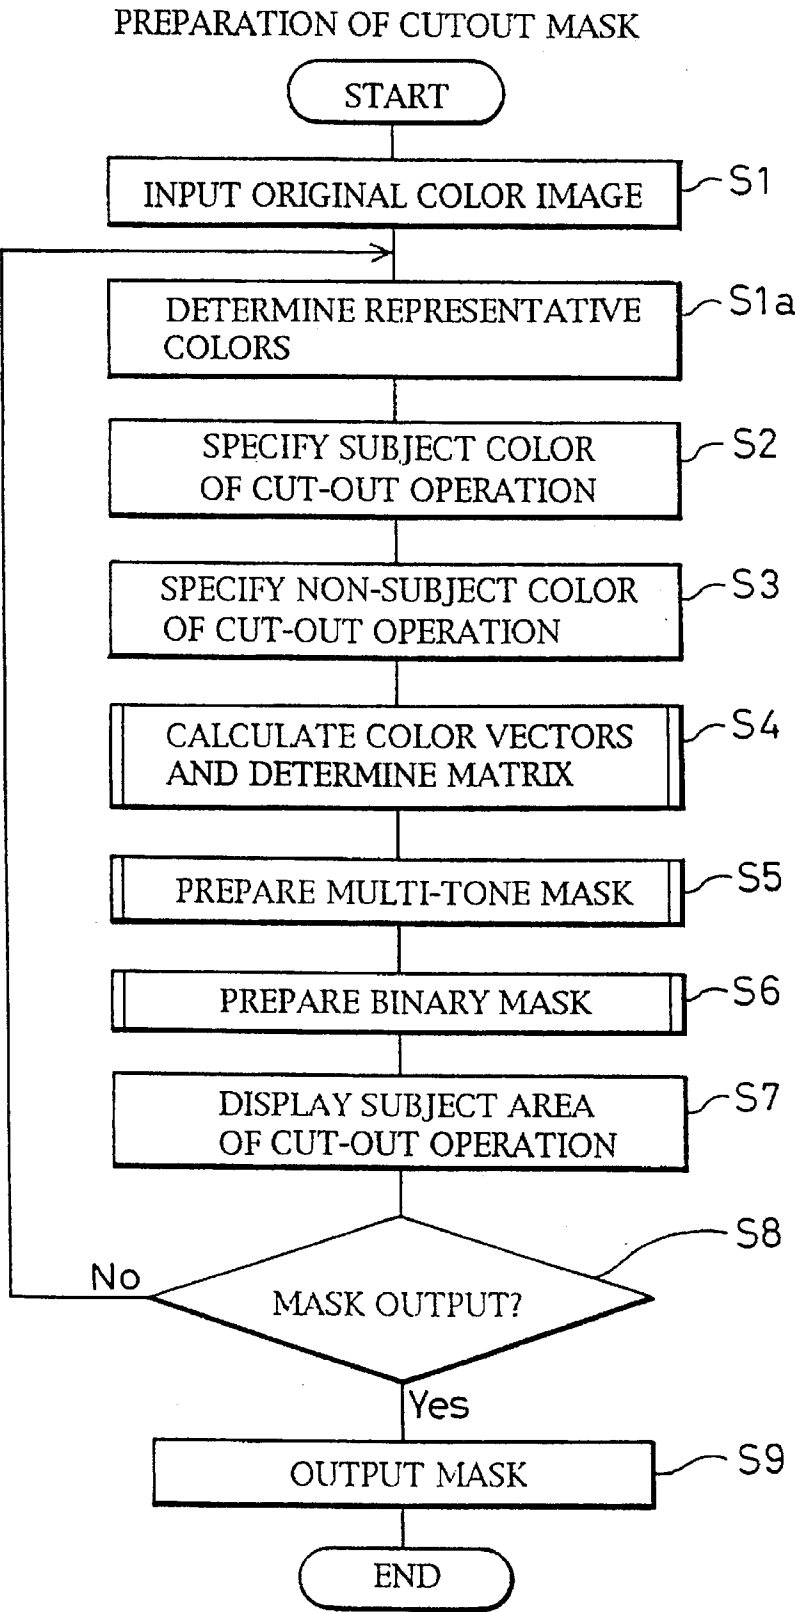 PREPARATION OF CUTOUT MASK
START
INPUT ORIGINAL COLOR IMAGE
S1
DETERMINE REPRESENTATIVE
COLORS
S1a
SPECIFY SUBJECT COLOR
OF CUT-OUT OPERATION
S2
SPECIFY NON-SUBJECT COLOR
OF CUT-OUT OPERATION
S3
CALCULATE COLOR VECTORS
AND DETERMINE MATRIX
S4
PREPARE MULTI-TONE MASK
S5
PREPARE BINARY MASK
S6
DISPLAY SUBJECT AREA
OF CUT-OUT OPERATION
S7
MASK OUTPUT?
S8
No
Yes
OUTPUT MASK
S9
END